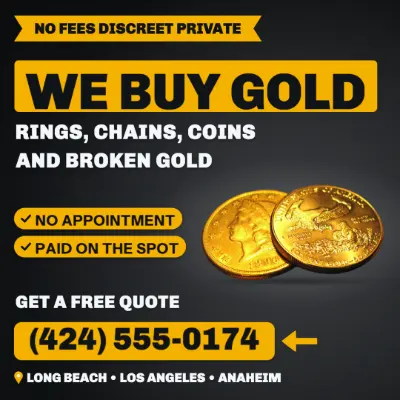 NO FEES DISCREET PRIVATE
WE BUY GOLD
RINGS, CHAINS, COINS
AND BROKEN GOLD
NO APPOINTMENT
PAID ON THE SPOT
GET A FREE QUOTE
(424) 555-0174
LONG BEACH • LOS ANGELES • ANAHEIM